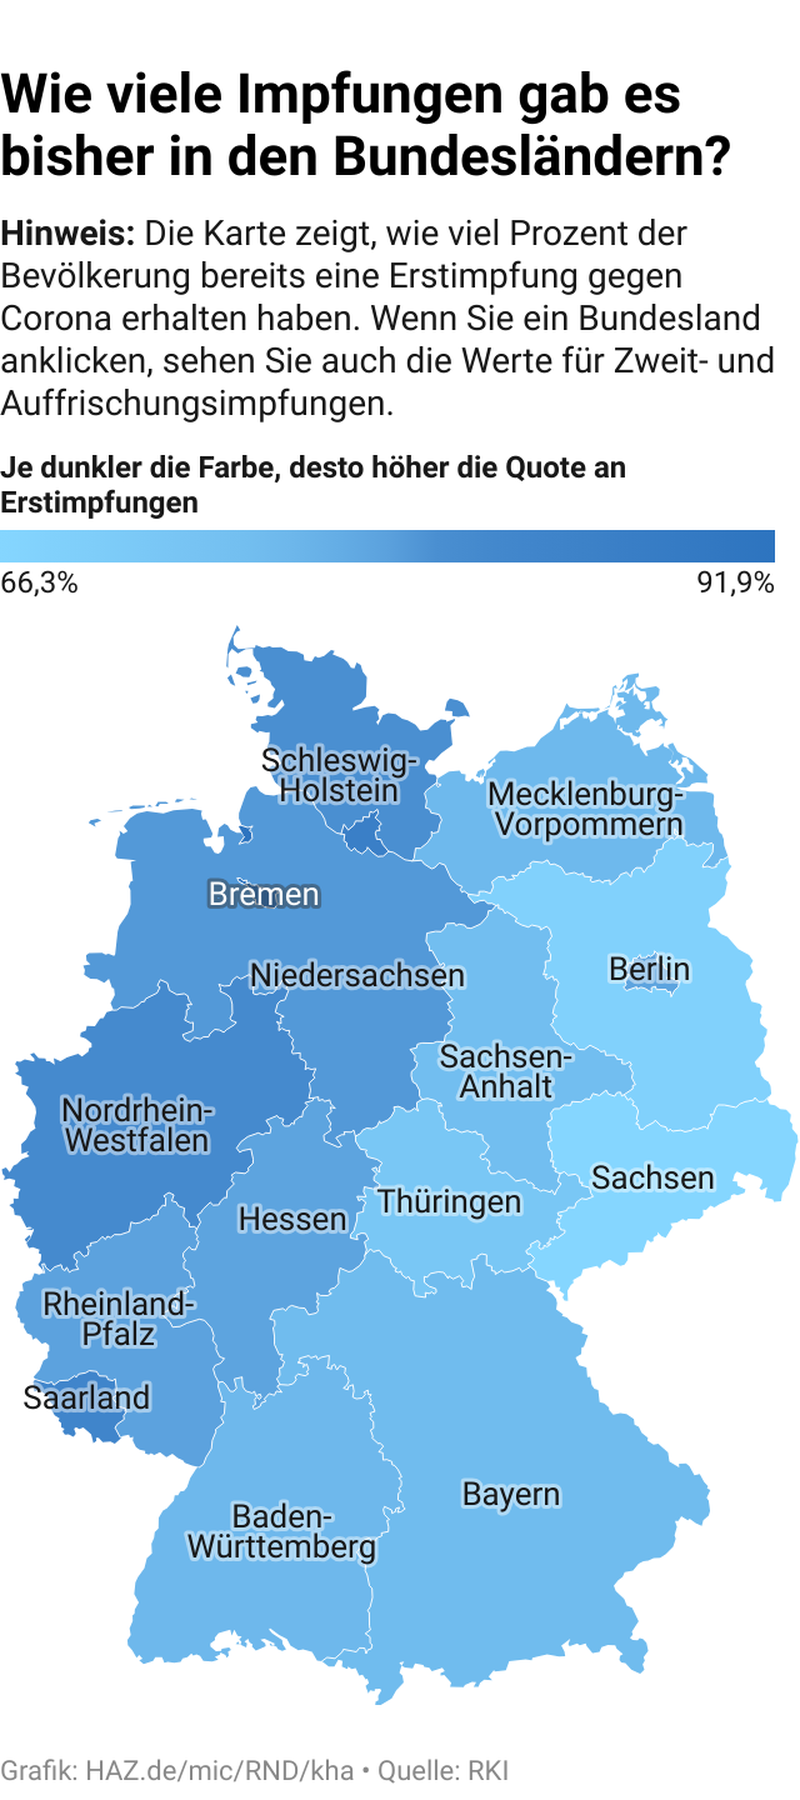 Wie viele Impfungen gab es
bisher in den Bundesländern?
Hinweis: Die Karte zeigt, wie viel Prozent der
Bevölkerung bereits eine Erstimpfung gegen
Corona erhalten haben. Wenn Sie ein Bundesland
anklicken, sehen Sie auch die Werte für Zweit- und
Auffrischungsimpfungen.
Je dunkler die Farbe, desto höher die Quote an
Erstimpfungen
66,3%
91,9%
Schleswig-
Holstein
Mecklenburg-
Vorpommern
Bremen
Niedersachsen
Berlin
Sachsen-
Anhalt
Nordrhein-
Westfalen
Sachsen
Thüringen
Hessen
Rheinland-
Pfalz
Saarland
Bayern
Baden-
Württemberg
Grafik: HAZ.de/mic/RND/kha • Quelle: RKI